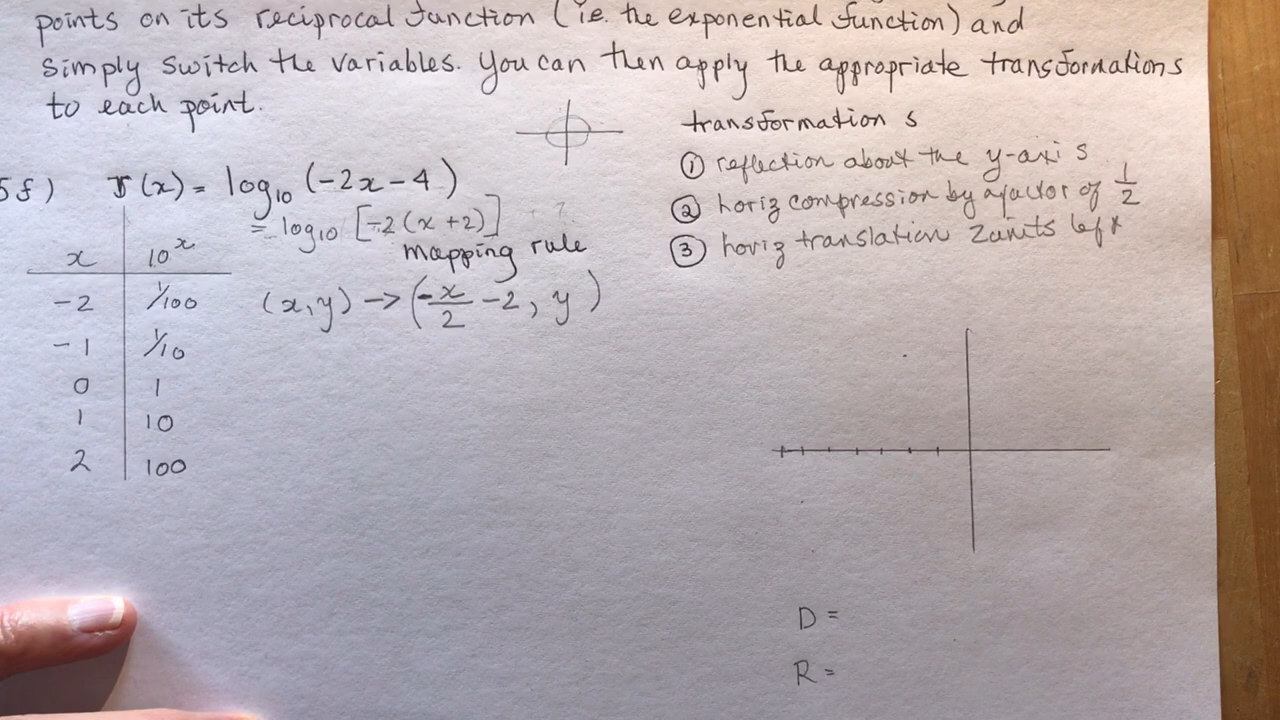 points on its reciprocal function (ie. the exponential function) and
simply switch the variables. You can then apply the appropriate transformations
to each point.
transformations
① reflection about the y-axis
② horiz compression by a factor of 1/2
③ horiz translation 2 units left
5f) f(x) = log₁₀ (-2x-4)
= log₁₀ [-2(x+2)]
mapping rule
(x,y) → (-x/2 -2, y)
x 10ˣ
-2 1/100
-1 1/10
0 1
1 10
2 100
D =
R =